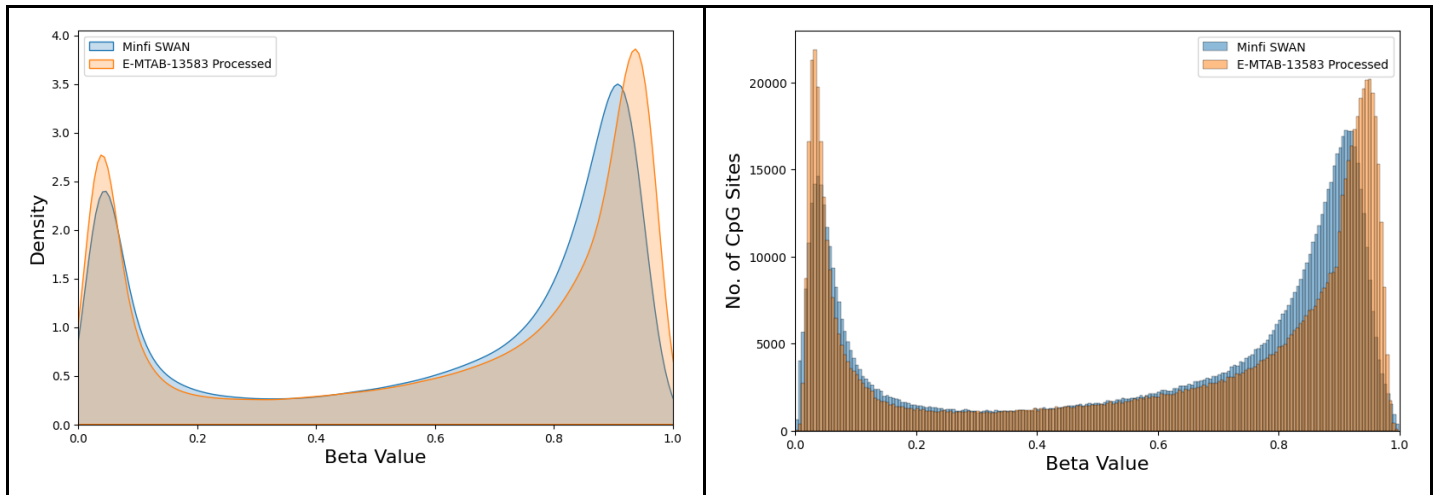 Minfi SWAN
E-MTAB-13583 Processed
4.0
3.5
3.0
2.5
2.0
1.5
1.0
0.5
0.0
Density
0.0 0.2 0.4 0.6 0.8 1.0
Beta Value
Minfi SWAN
E-MTAB-13583 Processed
20000
15000
10000
5000
0
No. of CpG Sites
0.0 0.2 0.4 0.6 0.8 1.0
Beta Value